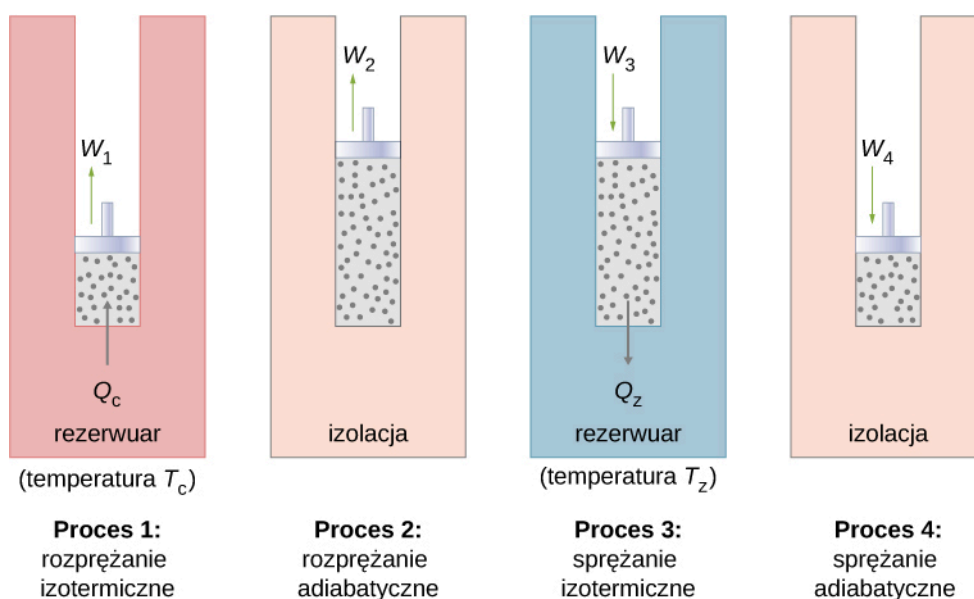 W1
Qc
rezerwuar
(temperatura Tc)
Proces 1:
rozprężanie
izotermiczne
W2
izolacja
Proces 2:
rozprężanie
adiabatyczne
W3
Qz
rezerwuar
(temperatura Tz)
Proces 3:
sprężanie
izotermiczne
W4
izolacja
Proces 4:
sprężanie
adiabatyczne